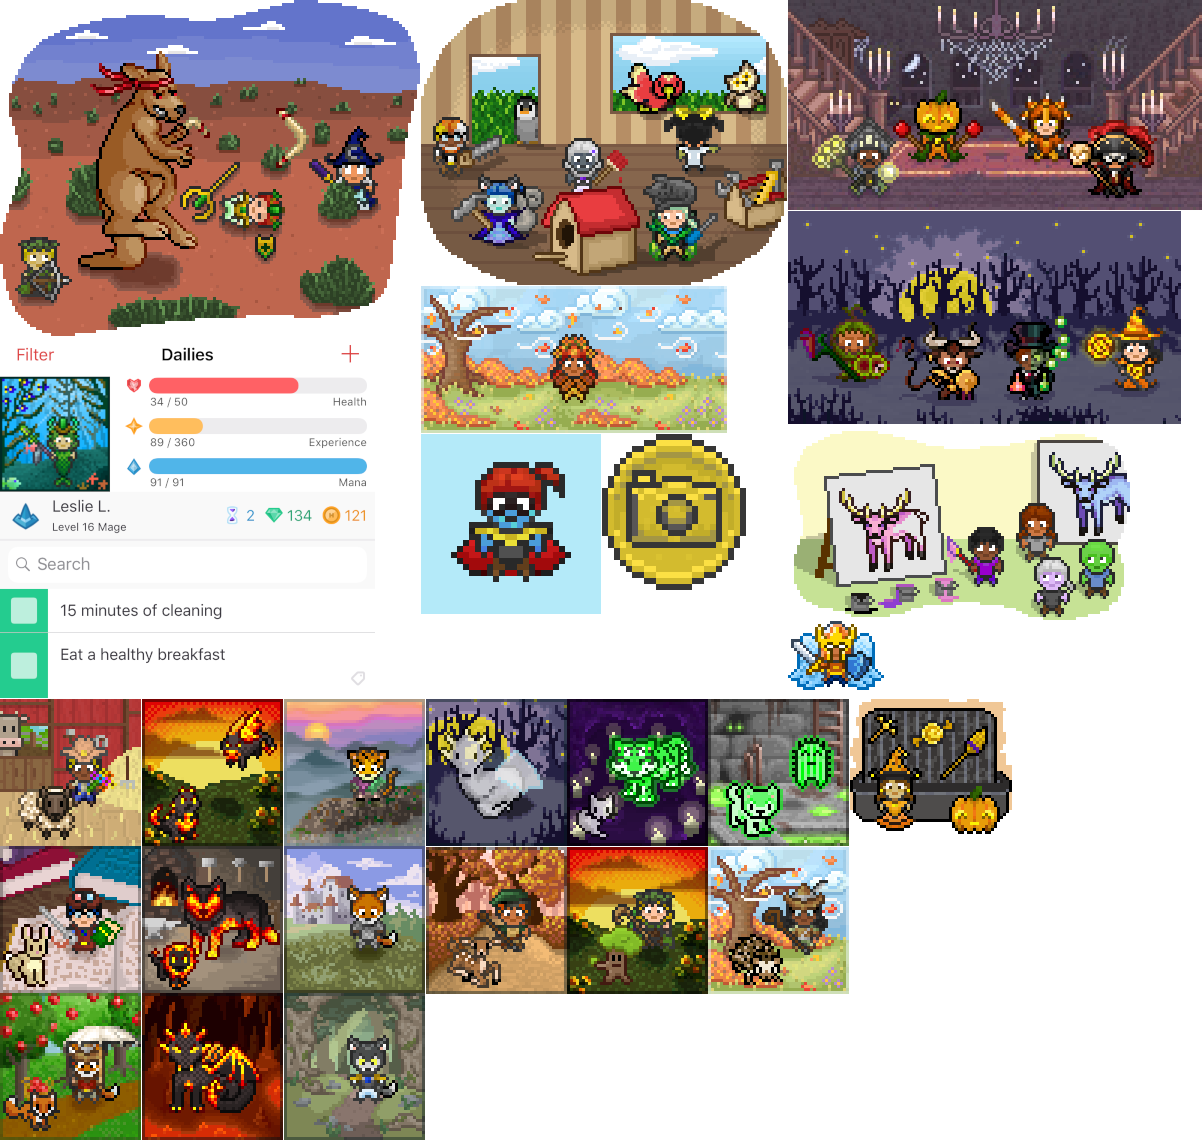 Filter
Dailies
34 / 50
Health
89 / 360
Experience
91 / 91
Mana
Leslie L.
Level 16 Mage
2
134
121
Search
15 minutes of cleaning
Eat a healthy breakfast